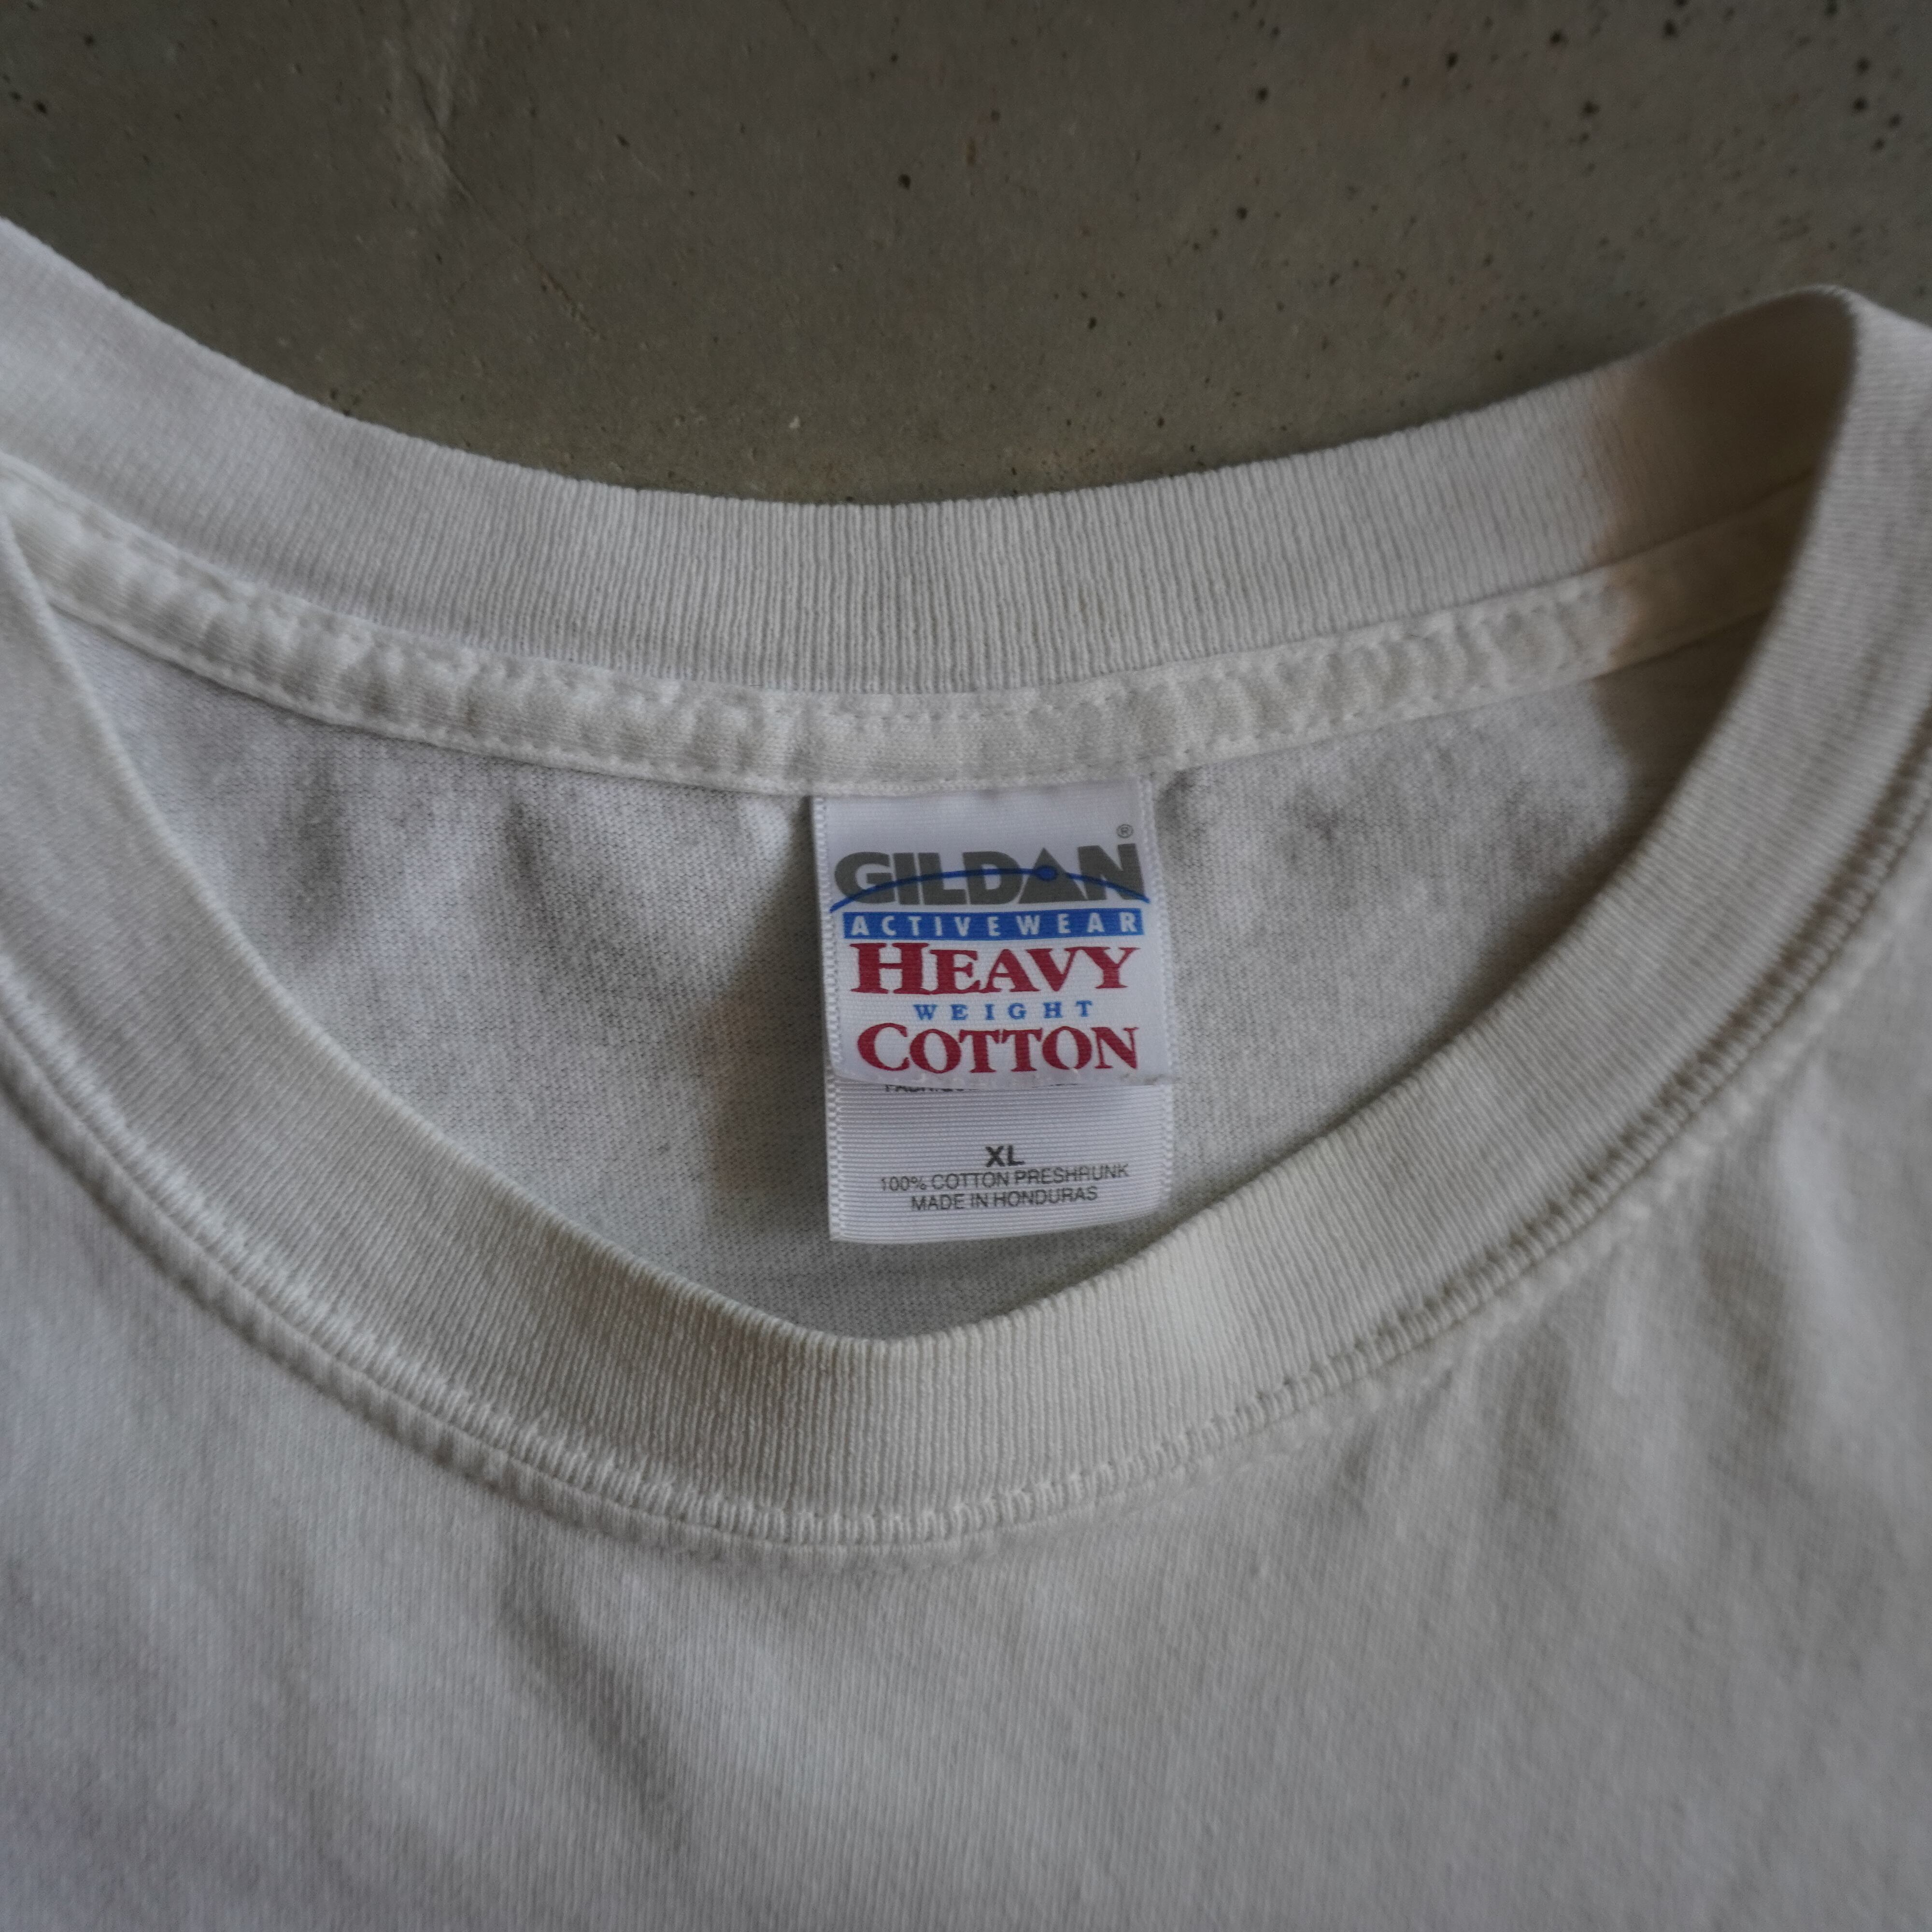 GILDAN®
ACTIVEWEAR
HEAVY
WEIGHT
COTTON
XL
100% COTTON PRESHRUNK
MADE IN HONDURAS